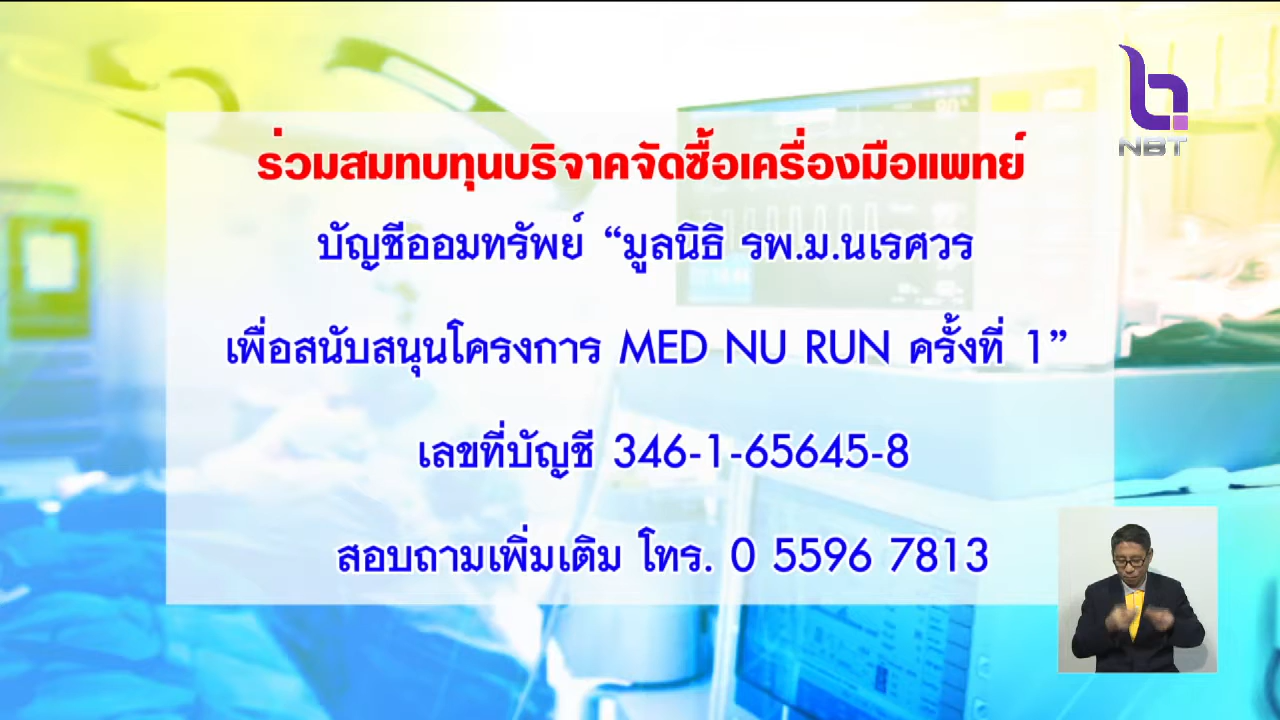 NBT
ร่วมสมทบทุนบริจาคจัดซื้อเครื่องมือแพทย์
บัญชีออมทรัพย์ “มูลนิธิ รพ.ม.นเรศวร
เพื่อสนับสนุนโครงการ MED NU RUN ครั้งที่ 1”
เลขที่บัญชี 346-1-65645-8
สอบถามเพิ่มเติม โทร. 0 5596 7813